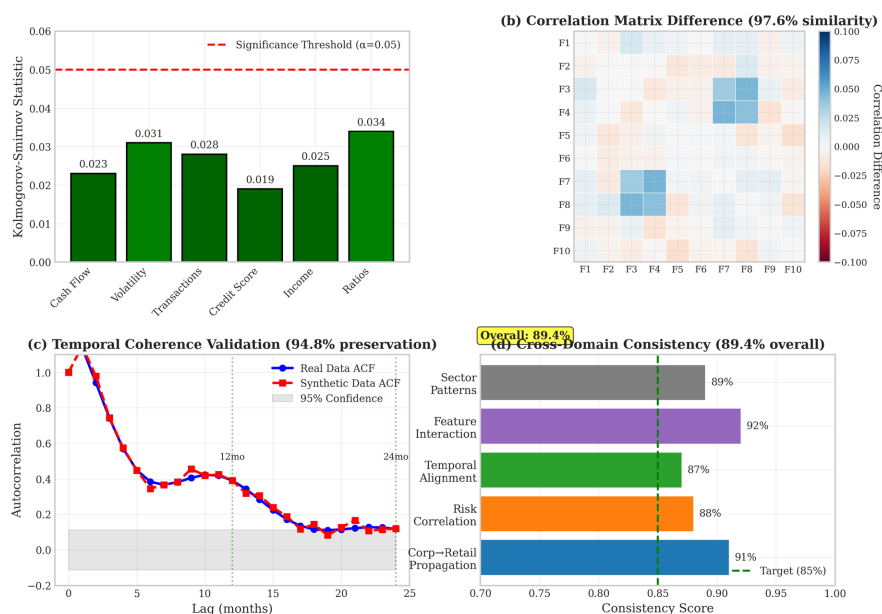 0.06
0.05
0.04
0.03
0.02
0.01
0.00
Kolmogorov-Smirnov Statistic
Significance Threshold (α=0.05)
0.023
0.031
0.028
0.019
0.025
0.034
Cash Flow
Volatility
Transactions
Credit Score
Income
Ratios
(b) Correlation Matrix Difference (97.6% similarity)
F1
F2
F3
F4
F5
F6
F7
F8
F9
F10
F1 F2 F3 F4 F5 F6 F7 F8 F9 F10
0.100
0.075
0.050
0.025
0.000
−0.025
−0.050
−0.075
−0.100
Correlation Difference
(c) Temporal Coherence Validation (94.8% preservation)
1.0
0.8
0.6
0.4
0.2
0.0
−0.2
Autocorrelation
Real Data ACF
Synthetic Data ACF
95% Confidence
12mo
24mo
0 5 10 15 20 25
Lag (months)
Overall: 89.4%
(d) Cross-Domain Consistency (89.4% overall)
Sector
Patterns
89%
Feature
Interaction
92%
Temporal
Alignment
87%
Risk
Correlation
88%
Corp→Retail
Propagation
91%
Target (85%)
0.70 0.75 0.80 0.85 0.90 0.95 1.00
Consistency Score